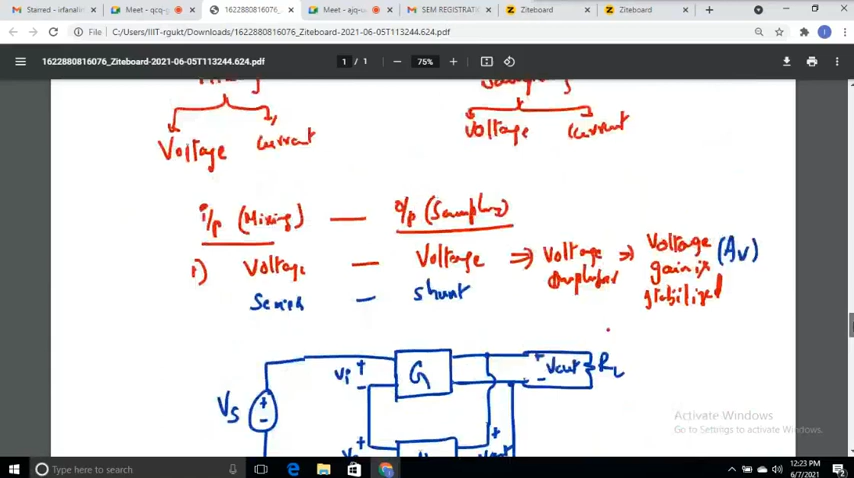 Starred - irfanalin
Meet - qcq-g
1622880816076_
Meet - ajq-u
SEM REGISTRATI
Ziteboard
Ziteboard
File | C:/Users/IIIT-rgukt/Downloads/1622880816076_Ziteboard-2021-06-05T113244.624.pdf
1622880816076_Ziteboard-2021-06-05T113244.624.pdf
1 / 1
75%
Voltage current
Voltage current
i/p (Mixing) — o/p (Sampling)
1) Voltage — Voltage ⇒ Voltage ⇒ Voltage (Av)
gain is
stabilized
Series — shunt
Vi + - G + - Vout RL
Vs + -
+ +
Activate Windows
Go to Settings to activate Windows.
Type here to search
12:23 PM
6/7/2021
2